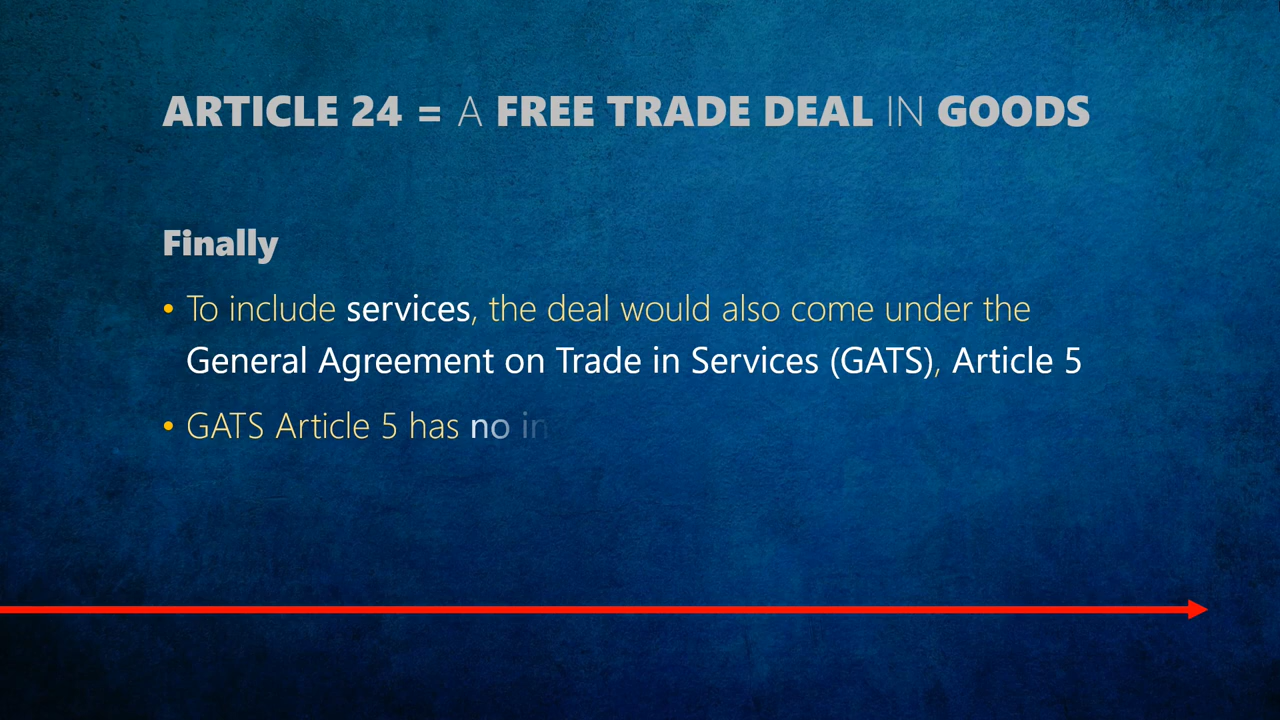 ARTICLE 24 = A FREE TRADE DEAL IN GOODS
Finally
• To include services, the deal would also come under the
General Agreement on Trade in Services (GATS), Article 5
• GATS Article 5 has no in